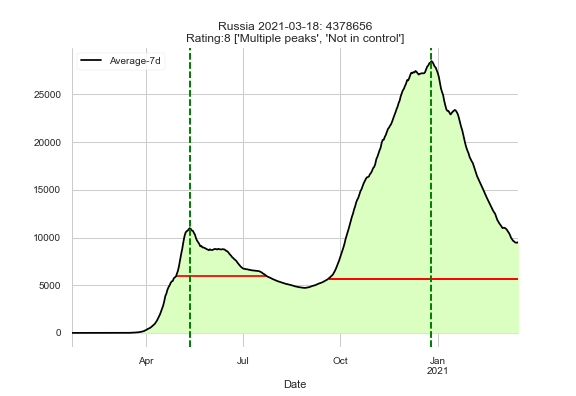 Russia 2021-03-18: 4378656
Rating:8 ['Multiple peaks', 'Not in control']
Average-7d
25000
20000
15000
10000
5000
0
Apr
Jul
Oct
Jan
2021
Date